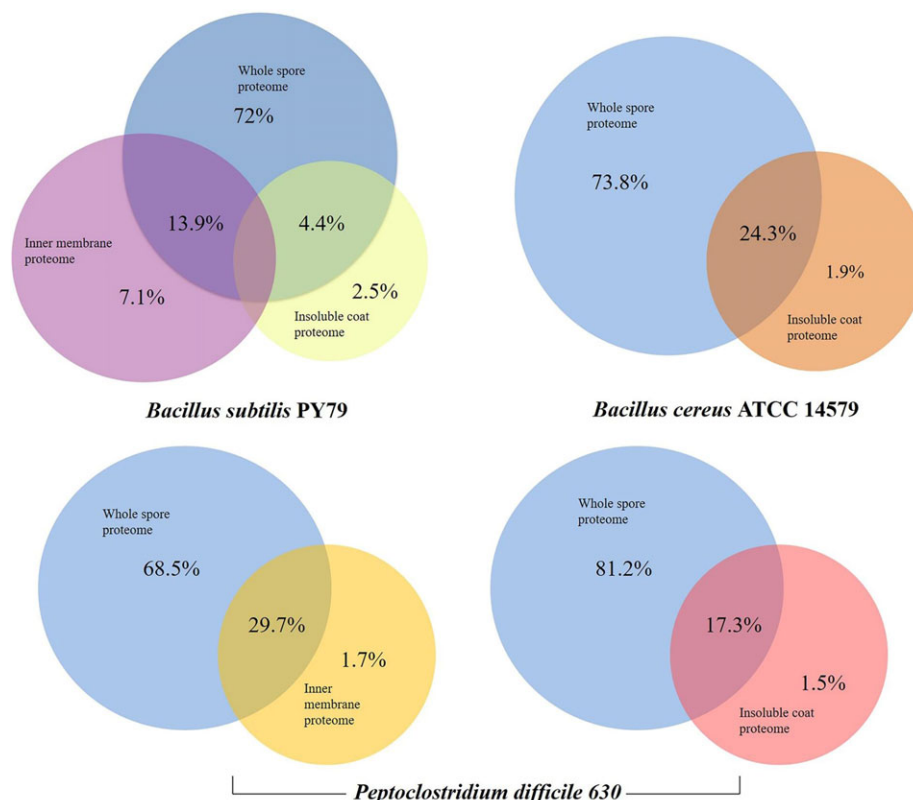 Whole spore
proteome
72%
13.9%
4.4%
Inner membrane
proteome
7.1%
2.5%
Insoluble coat
proteome
Bacillus subtilis PY79
Whole spore
proteome
73.8%
24.3%
1.9%
Insoluble coat
proteome
Bacillus cereus ATCC 14579
Whole spore
proteome
68.5%
29.7%
1.7%
Inner
membrane
proteome
Whole spore
proteome
81.2%
17.3%
1.5%
Insoluble coat
proteome
Peptoclostridium difficile 630